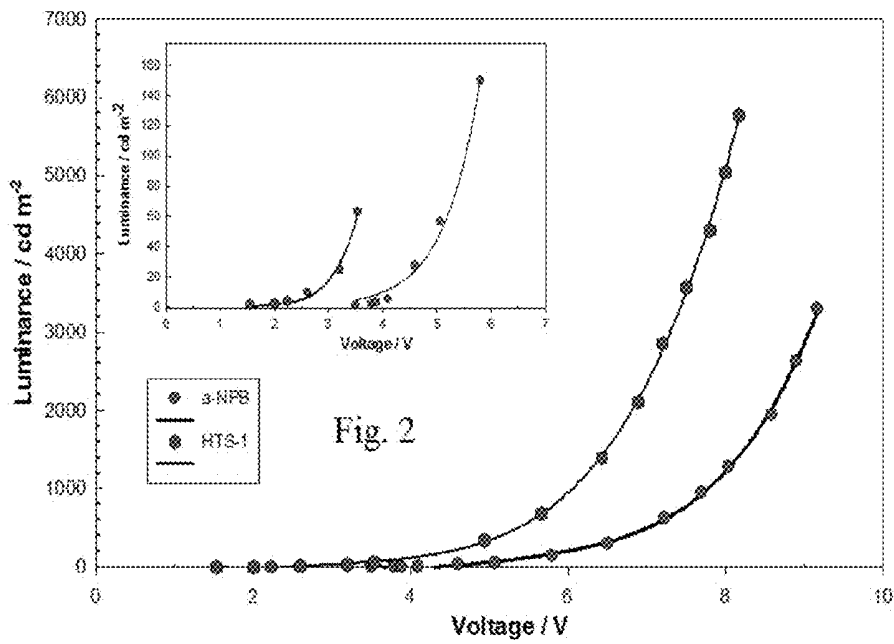 7000
6000
5000
4000
3000
2000
1000
0
Luminance / cd m-2
160
140
120
100
80
60
40
20
0
Luminance / cd m-2
0 1 2 3 4 5 6 7
Voltage / V
a-NPB
HTS-1
Fig. 2
0 2 4 6 8 10
Voltage / V